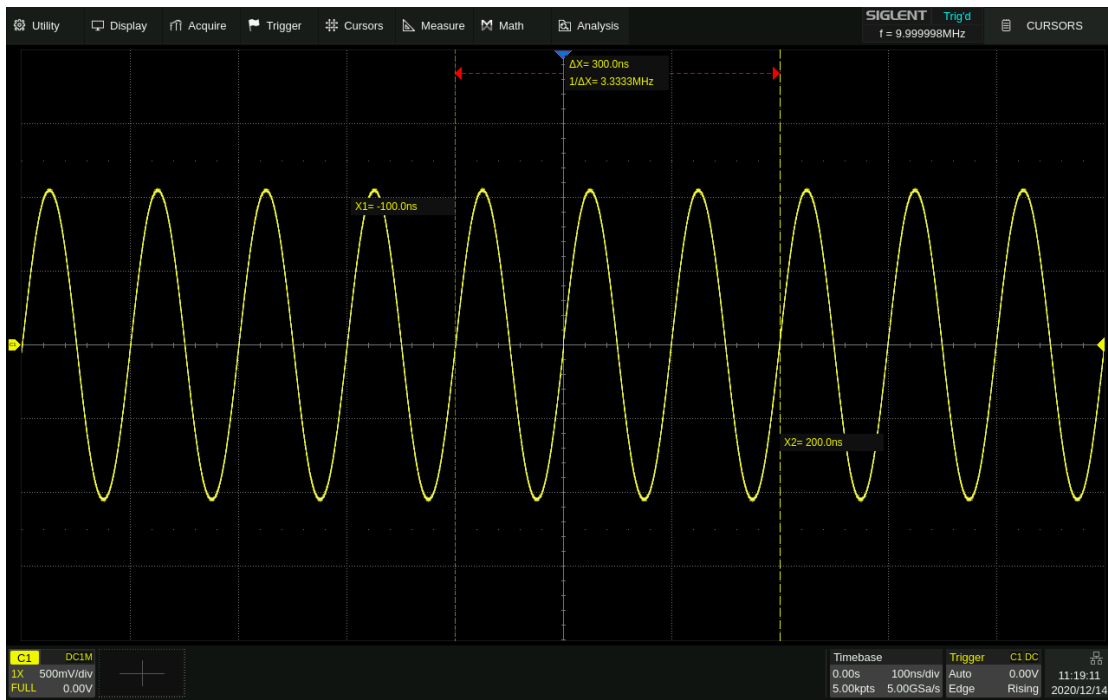 Utility Display Acquire Trigger Cursors Measure Math Analysis SIGLENT Trig'd CURSORS
f = 9.999998MHz
ΔX= 300.0ns
1/ΔX= 3.3333MHz
X1= -100.0ns
X2= 200.0ns
C1 DC1M
1X 500mV/div
FULL 0.00V
Timebase
0.00s 100ns/div
5.00kpts 5.00GSa/s
Trigger C1 DC
Auto 0.00V
Edge Rising
11:19:11
2020/12/14